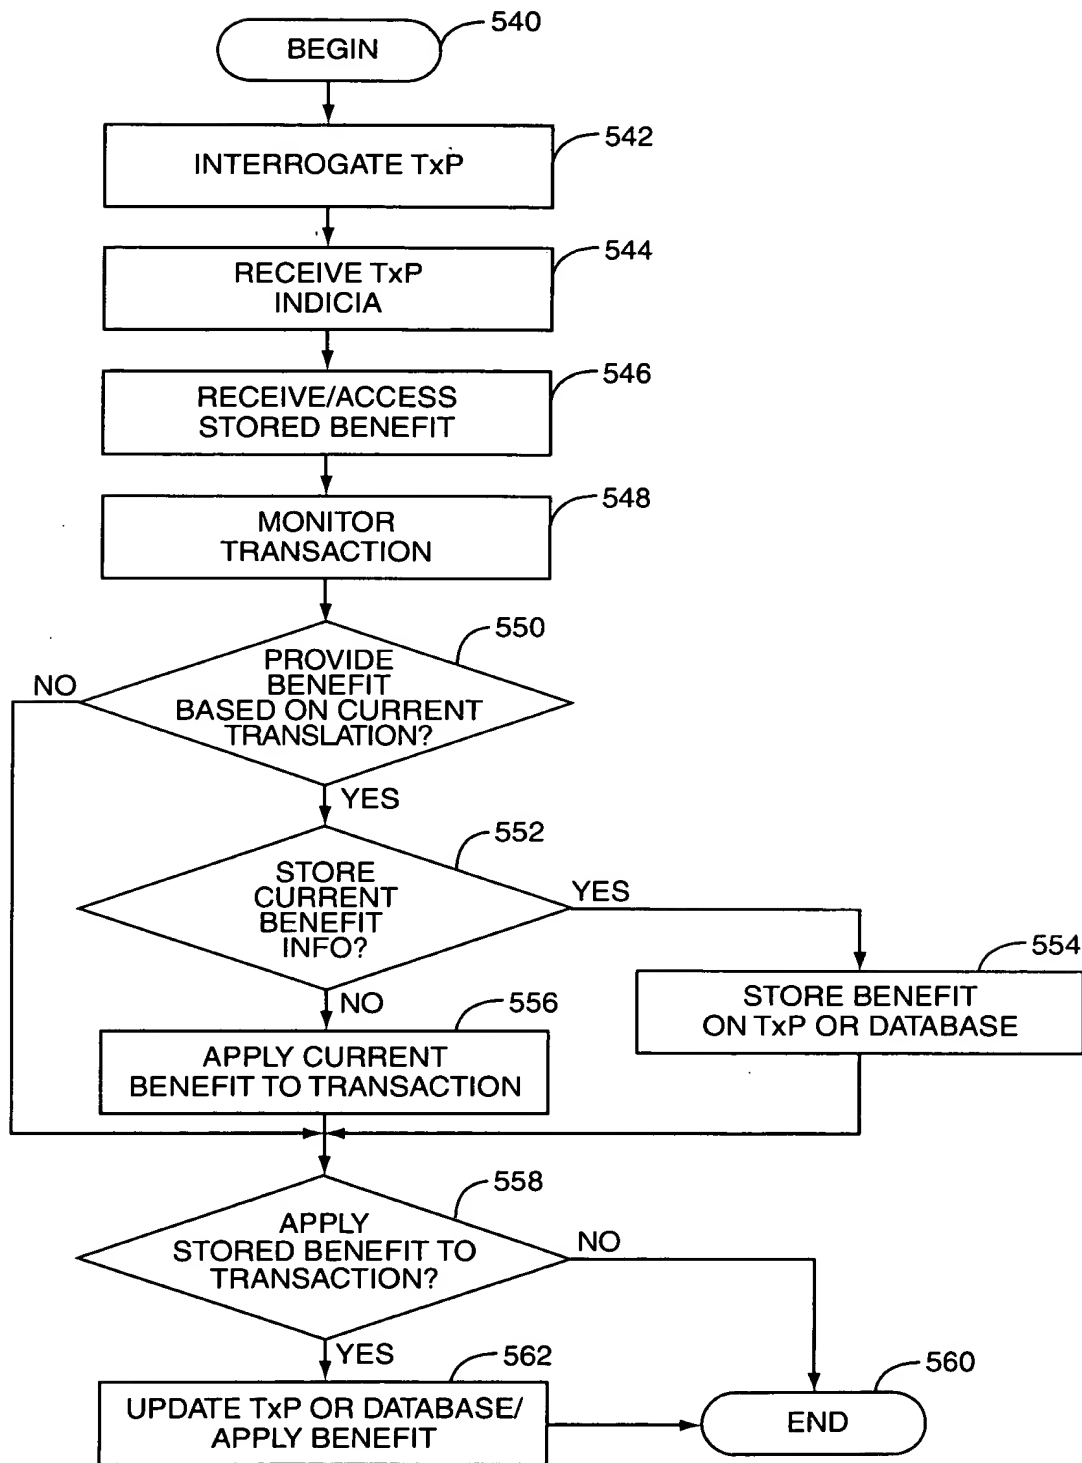 BEGIN
540
INTERROGATE TxP
542
RECEIVE TxP
INDICIA
544
RECEIVE/ACCESS
STORED BENEFIT
546
MONITOR
TRANSACTION
548
PROVIDE
BENEFIT
BASED ON CURRENT
TRANSLATION?
550
NO
YES
STORE
CURRENT
BENEFIT
INFO?
552
YES
NO
STORE BENEFIT
ON TxP OR DATABASE
554
APPLY CURRENT
BENEFIT TO TRANSACTION
556
APPLY
STORED BENEFIT TO
TRANSACTION?
558
NO
YES
UPDATE TxP OR DATABASE/
APPLY BENEFIT
562
END
560